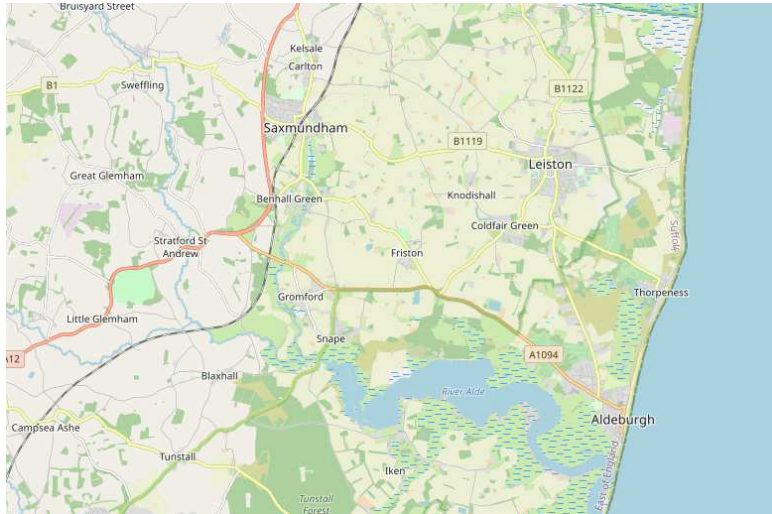 Bruisyard Street
Kelsale
Carlton
B1
Sweffling
B1122
Saxmundham
B1119
Leiston
Great Glemham
Benhall Green
Knodishall
Coldfair Green
Suffolk
Stratford St
Andrew
Friston
Thorpeness
Gromford
Little Glemham
Snape
A12
A1094
Blaxhall
River Alde
Aldeburgh
Campsea Ashe
Tunstall
Iken
East of England
Tunstall
Forest